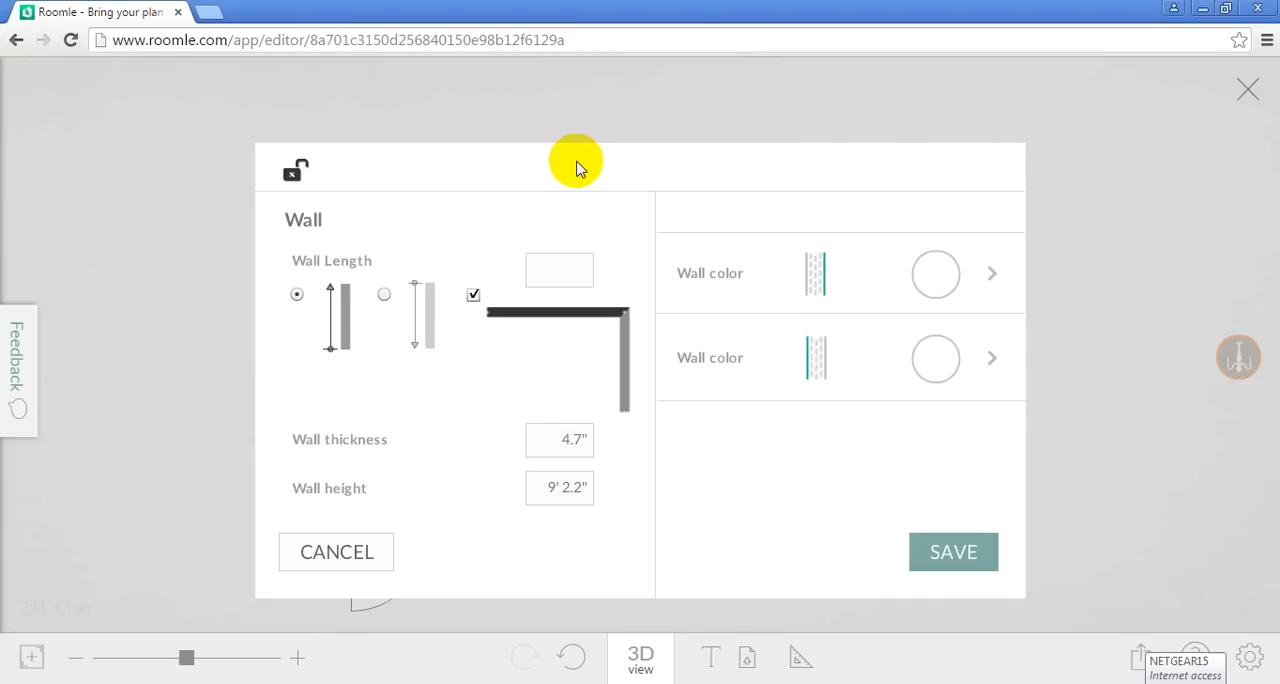 Roomle - Bring your plan
www.roomle.com/app/editor/8a701c3150d256840150e98b12f6129a
Wall
Wall Length
Wall color
Wall color
Feedback
Wall thickness
4.7"
Wall height
9' 2.2"
CANCEL
SAVE
3D
view
T
NETGEAR15
Internet access